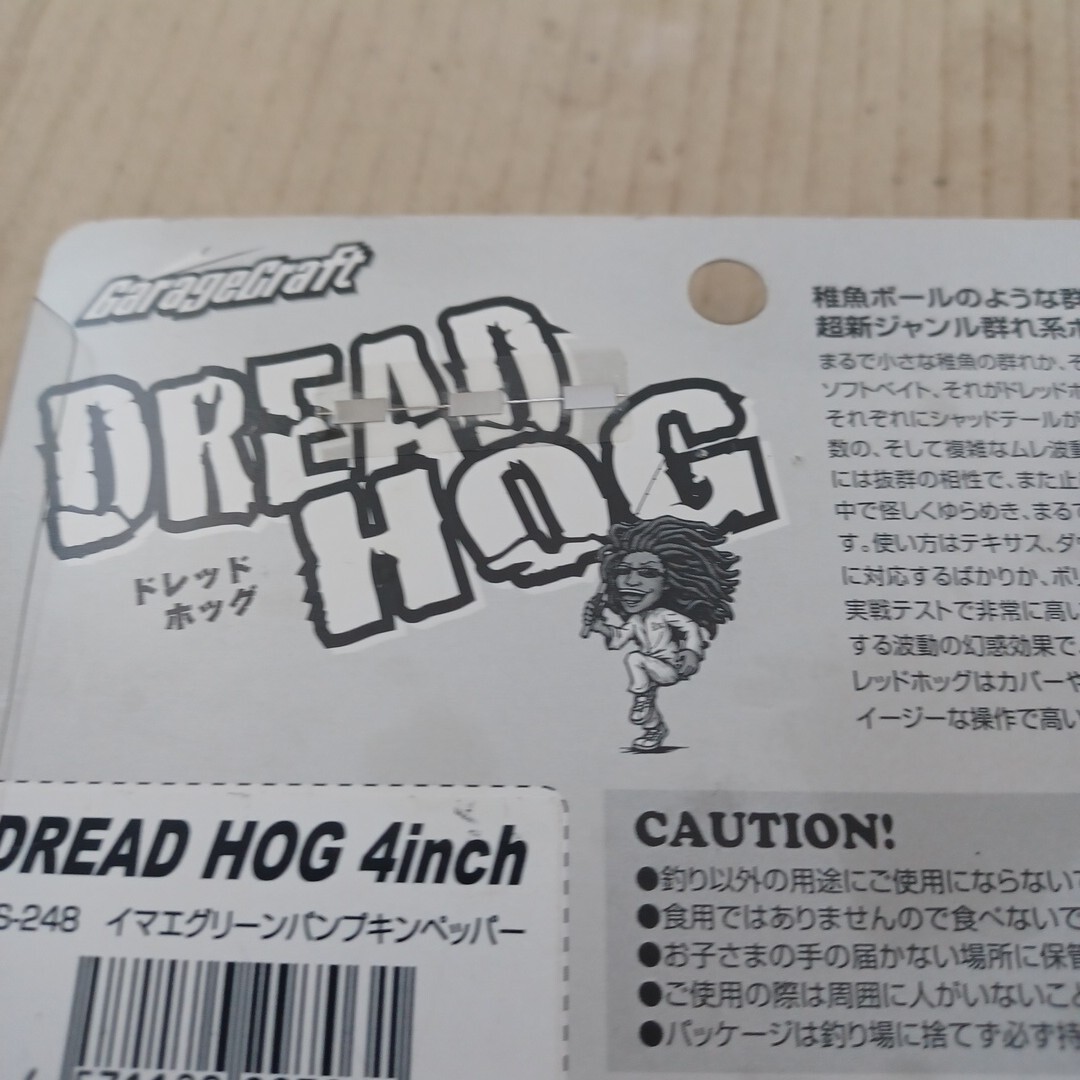 GarageCraft
DREAD
HOG
ドレッド
ホッグ
稚魚ボールのような群
超新ジャンル群れ系ボ
まるで小さな稚魚の群れか、そ
ソフトベイト、それがドレッドホ
それぞれにシャッドテールが
数の、そして複雑なムレ波動
には抜群の相性で、また止
中で怪しくゆらめき、まるで
す。使い方はテキサス、ダ
に対応するばかりか、ボリ
実戦テストで非常に高い
する波動の幻惑効果で、
レッドホッグはカバーや
イージーな操作で高い
DREAD HOG 4inch
S-248 イマエグリーンパンプキンペッパー
CAUTION!
●釣り以外の用途にご使用にならない
●食用ではありませんので食べないで
●お子さまの手の届かない場所に保管
●ご使用の際は周囲に人がいないこと
●パッケージは釣り場に捨てず必ず持